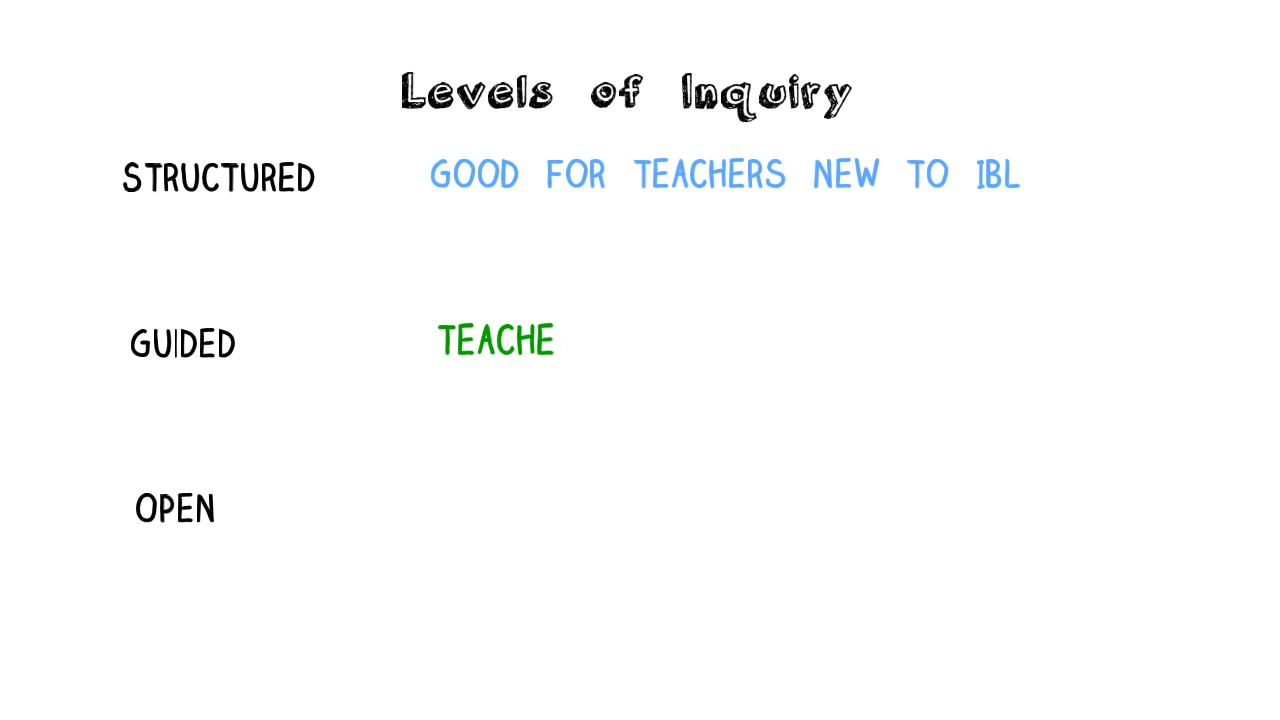 Levels of Inquiry
STRUCTURED GOOD FOR TEACHERS NEW TO IBL
GUIDED TEACHE
OPEN